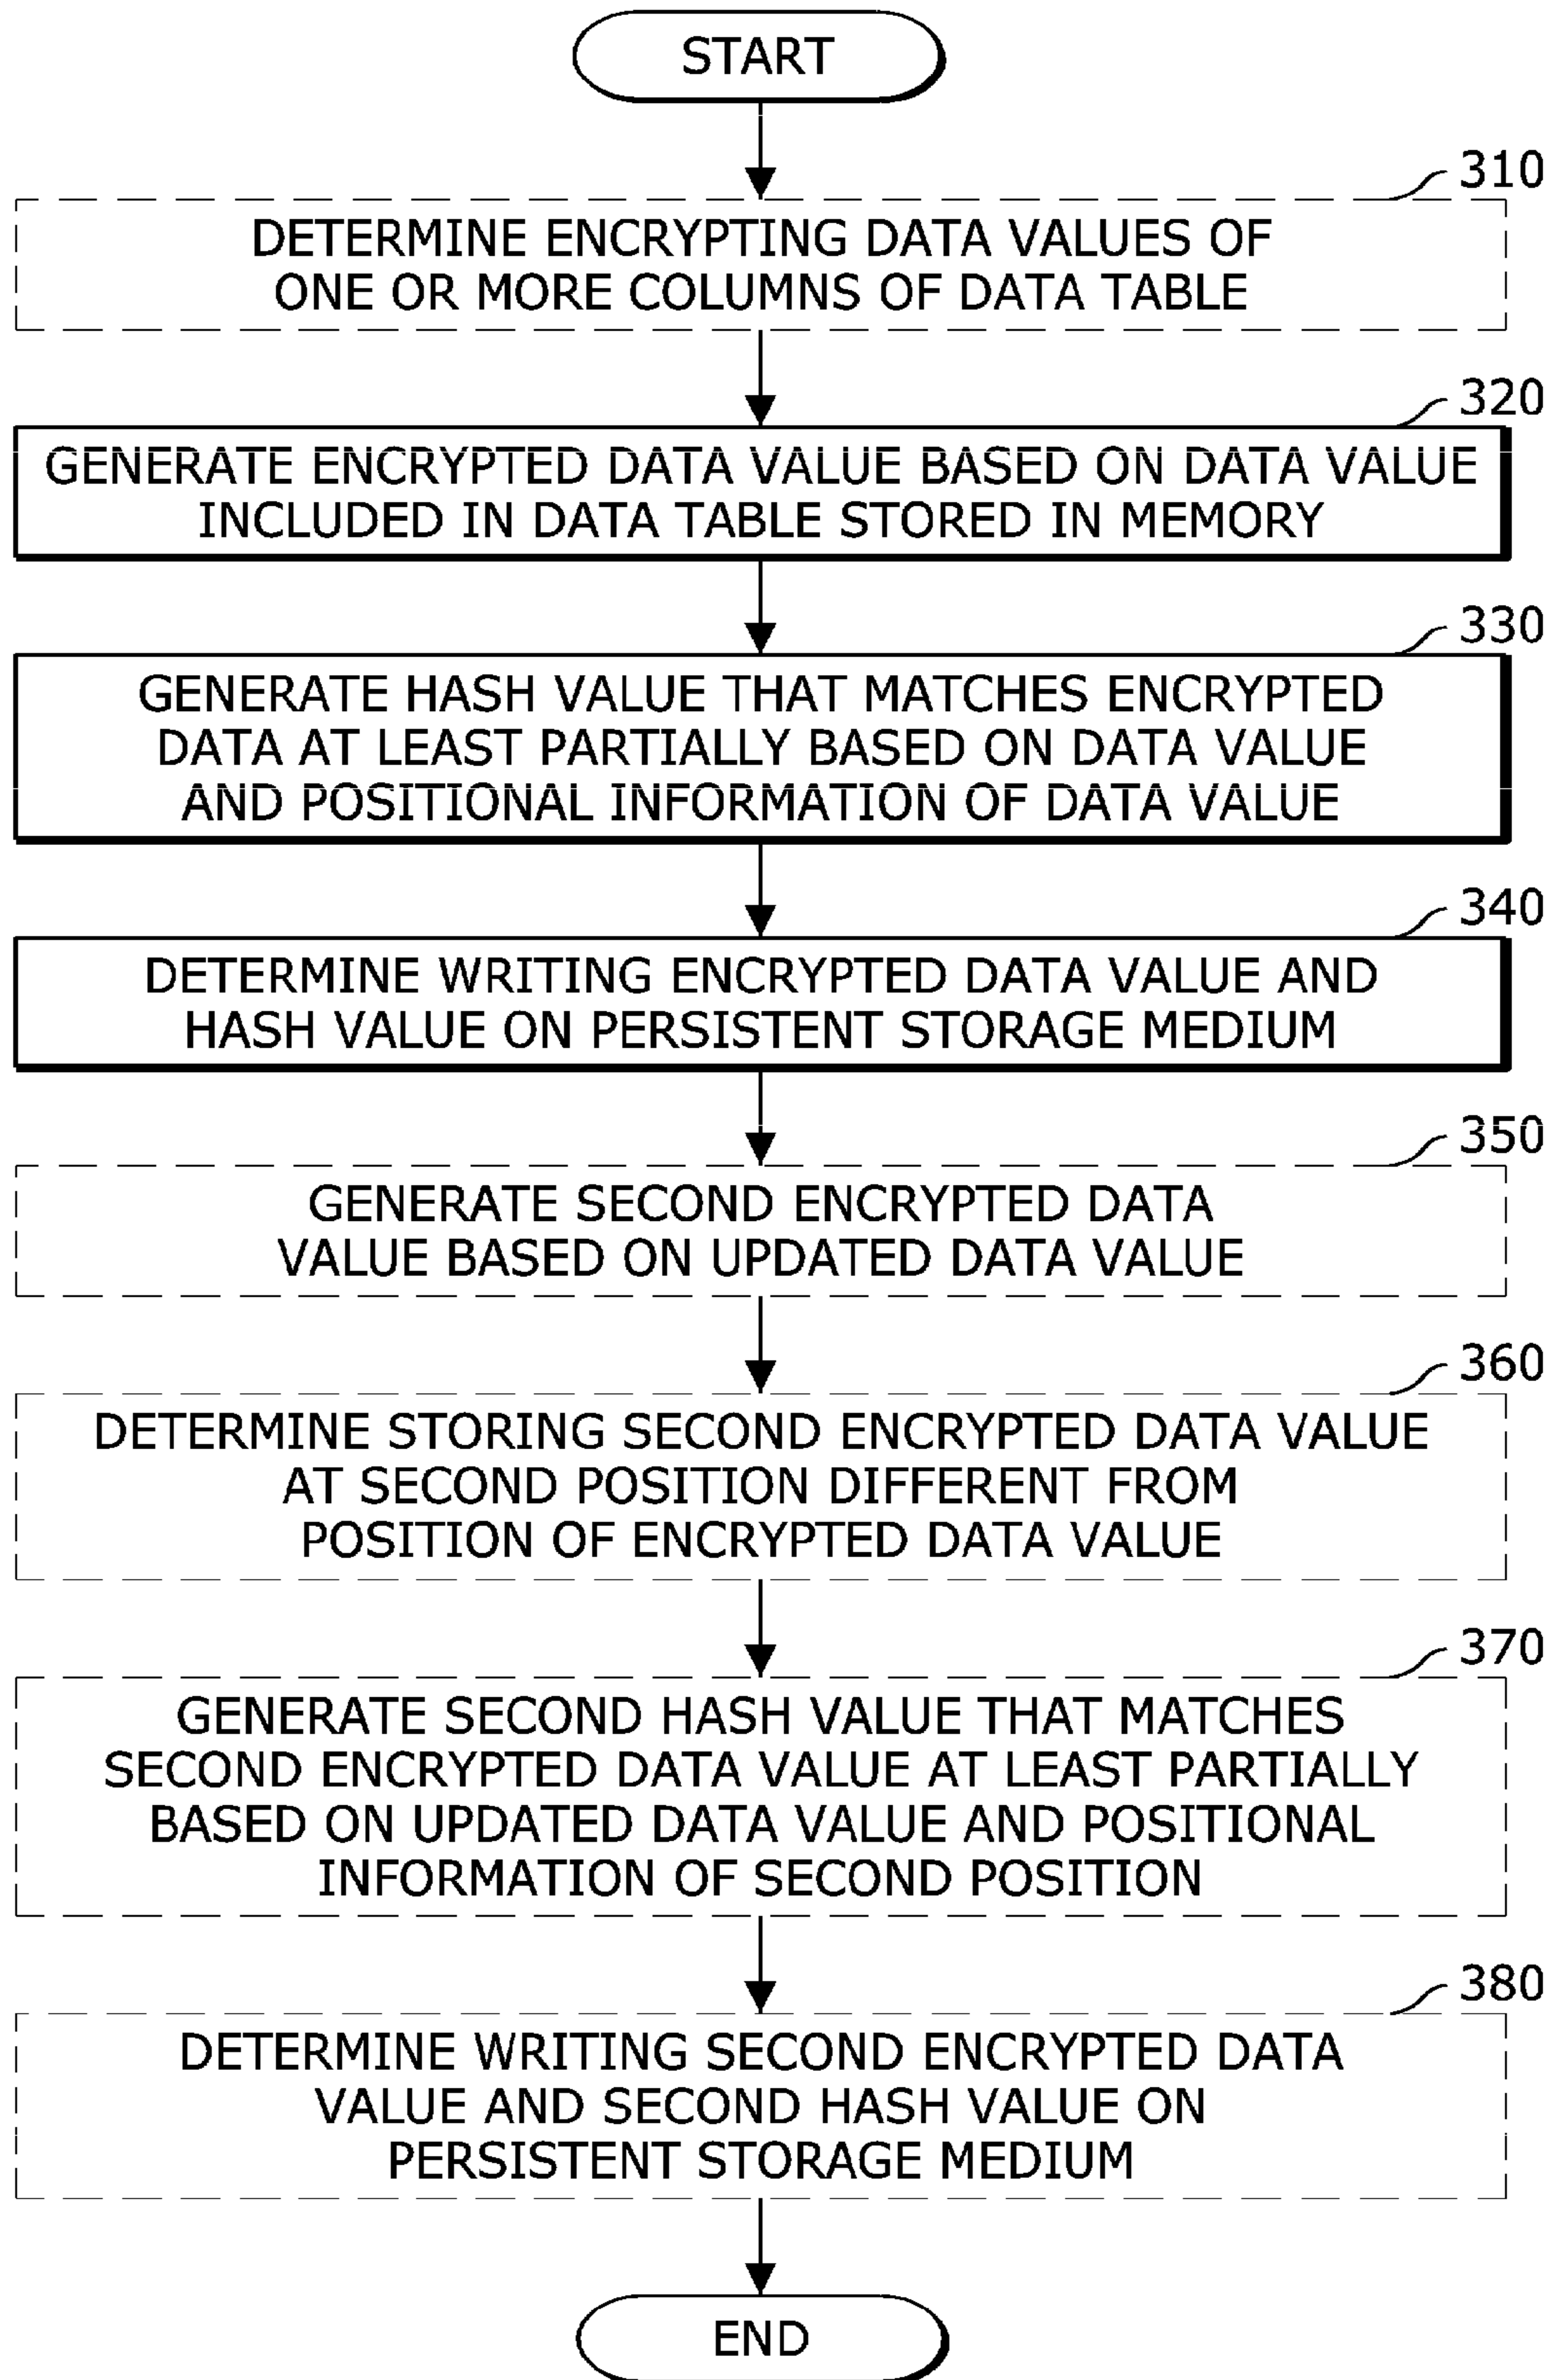 START
310
DETERMINE ENCRYPTING DATA VALUES OF
ONE OR MORE COLUMNS OF DATA TABLE
320
GENERATE ENCRYPTED DATA VALUE BASED ON DATA VALUE
INCLUDED IN DATA TABLE STORED IN MEMORY
330
GENERATE HASH VALUE THAT MATCHES ENCRYPTED
DATA AT LEAST PARTIALLY BASED ON DATA VALUE
AND POSITIONAL INFORMATION OF DATA VALUE
340
DETERMINE WRITING ENCRYPTED DATA VALUE AND
HASH VALUE ON PERSISTENT STORAGE MEDIUM
350
GENERATE SECOND ENCRYPTED DATA
VALUE BASED ON UPDATED DATA VALUE
360
DETERMINE STORING SECOND ENCRYPTED DATA VALUE
AT SECOND POSITION DIFFERENT FROM
POSITION OF ENCRYPTED DATA VALUE
370
GENERATE SECOND HASH VALUE THAT MATCHES
SECOND ENCRYPTED DATA VALUE AT LEAST PARTIALLY
BASED ON UPDATED DATA VALUE AND POSITIONAL
INFORMATION OF SECOND POSITION
380
DETERMINE WRITING SECOND ENCRYPTED DATA
VALUE AND SECOND HASH VALUE ON
PERSISTENT STORAGE MEDIUM
END